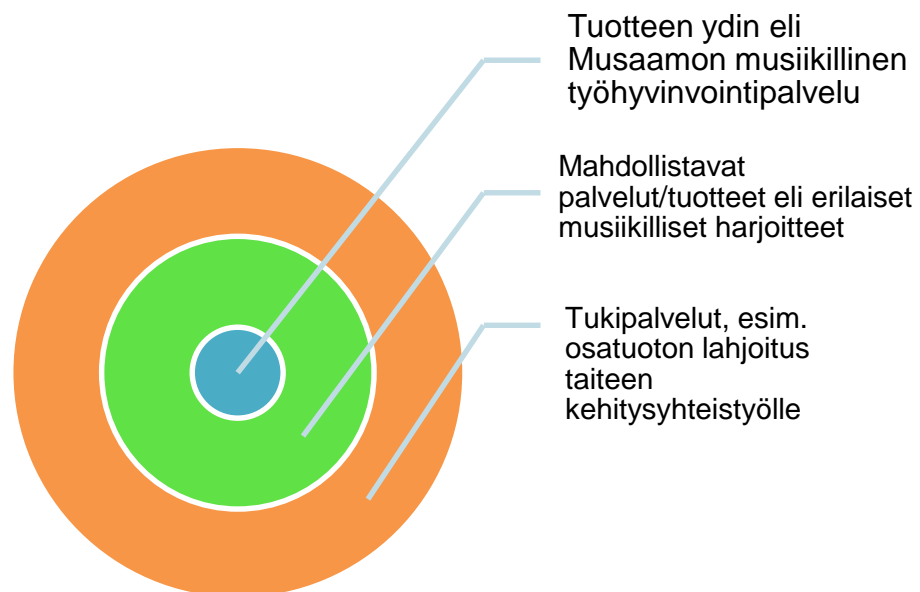 Tuotteen ydin eli
Musaamon musiikillinen
työhyvinvointipalvelu
Mahdollistavat
palvelut/tuotteet eli erilaiset
musiikilliset harjoitteet
Tukipalvelut, esim.
osatuoton lahjoitus
taiteen
kehitysyhteistyölle